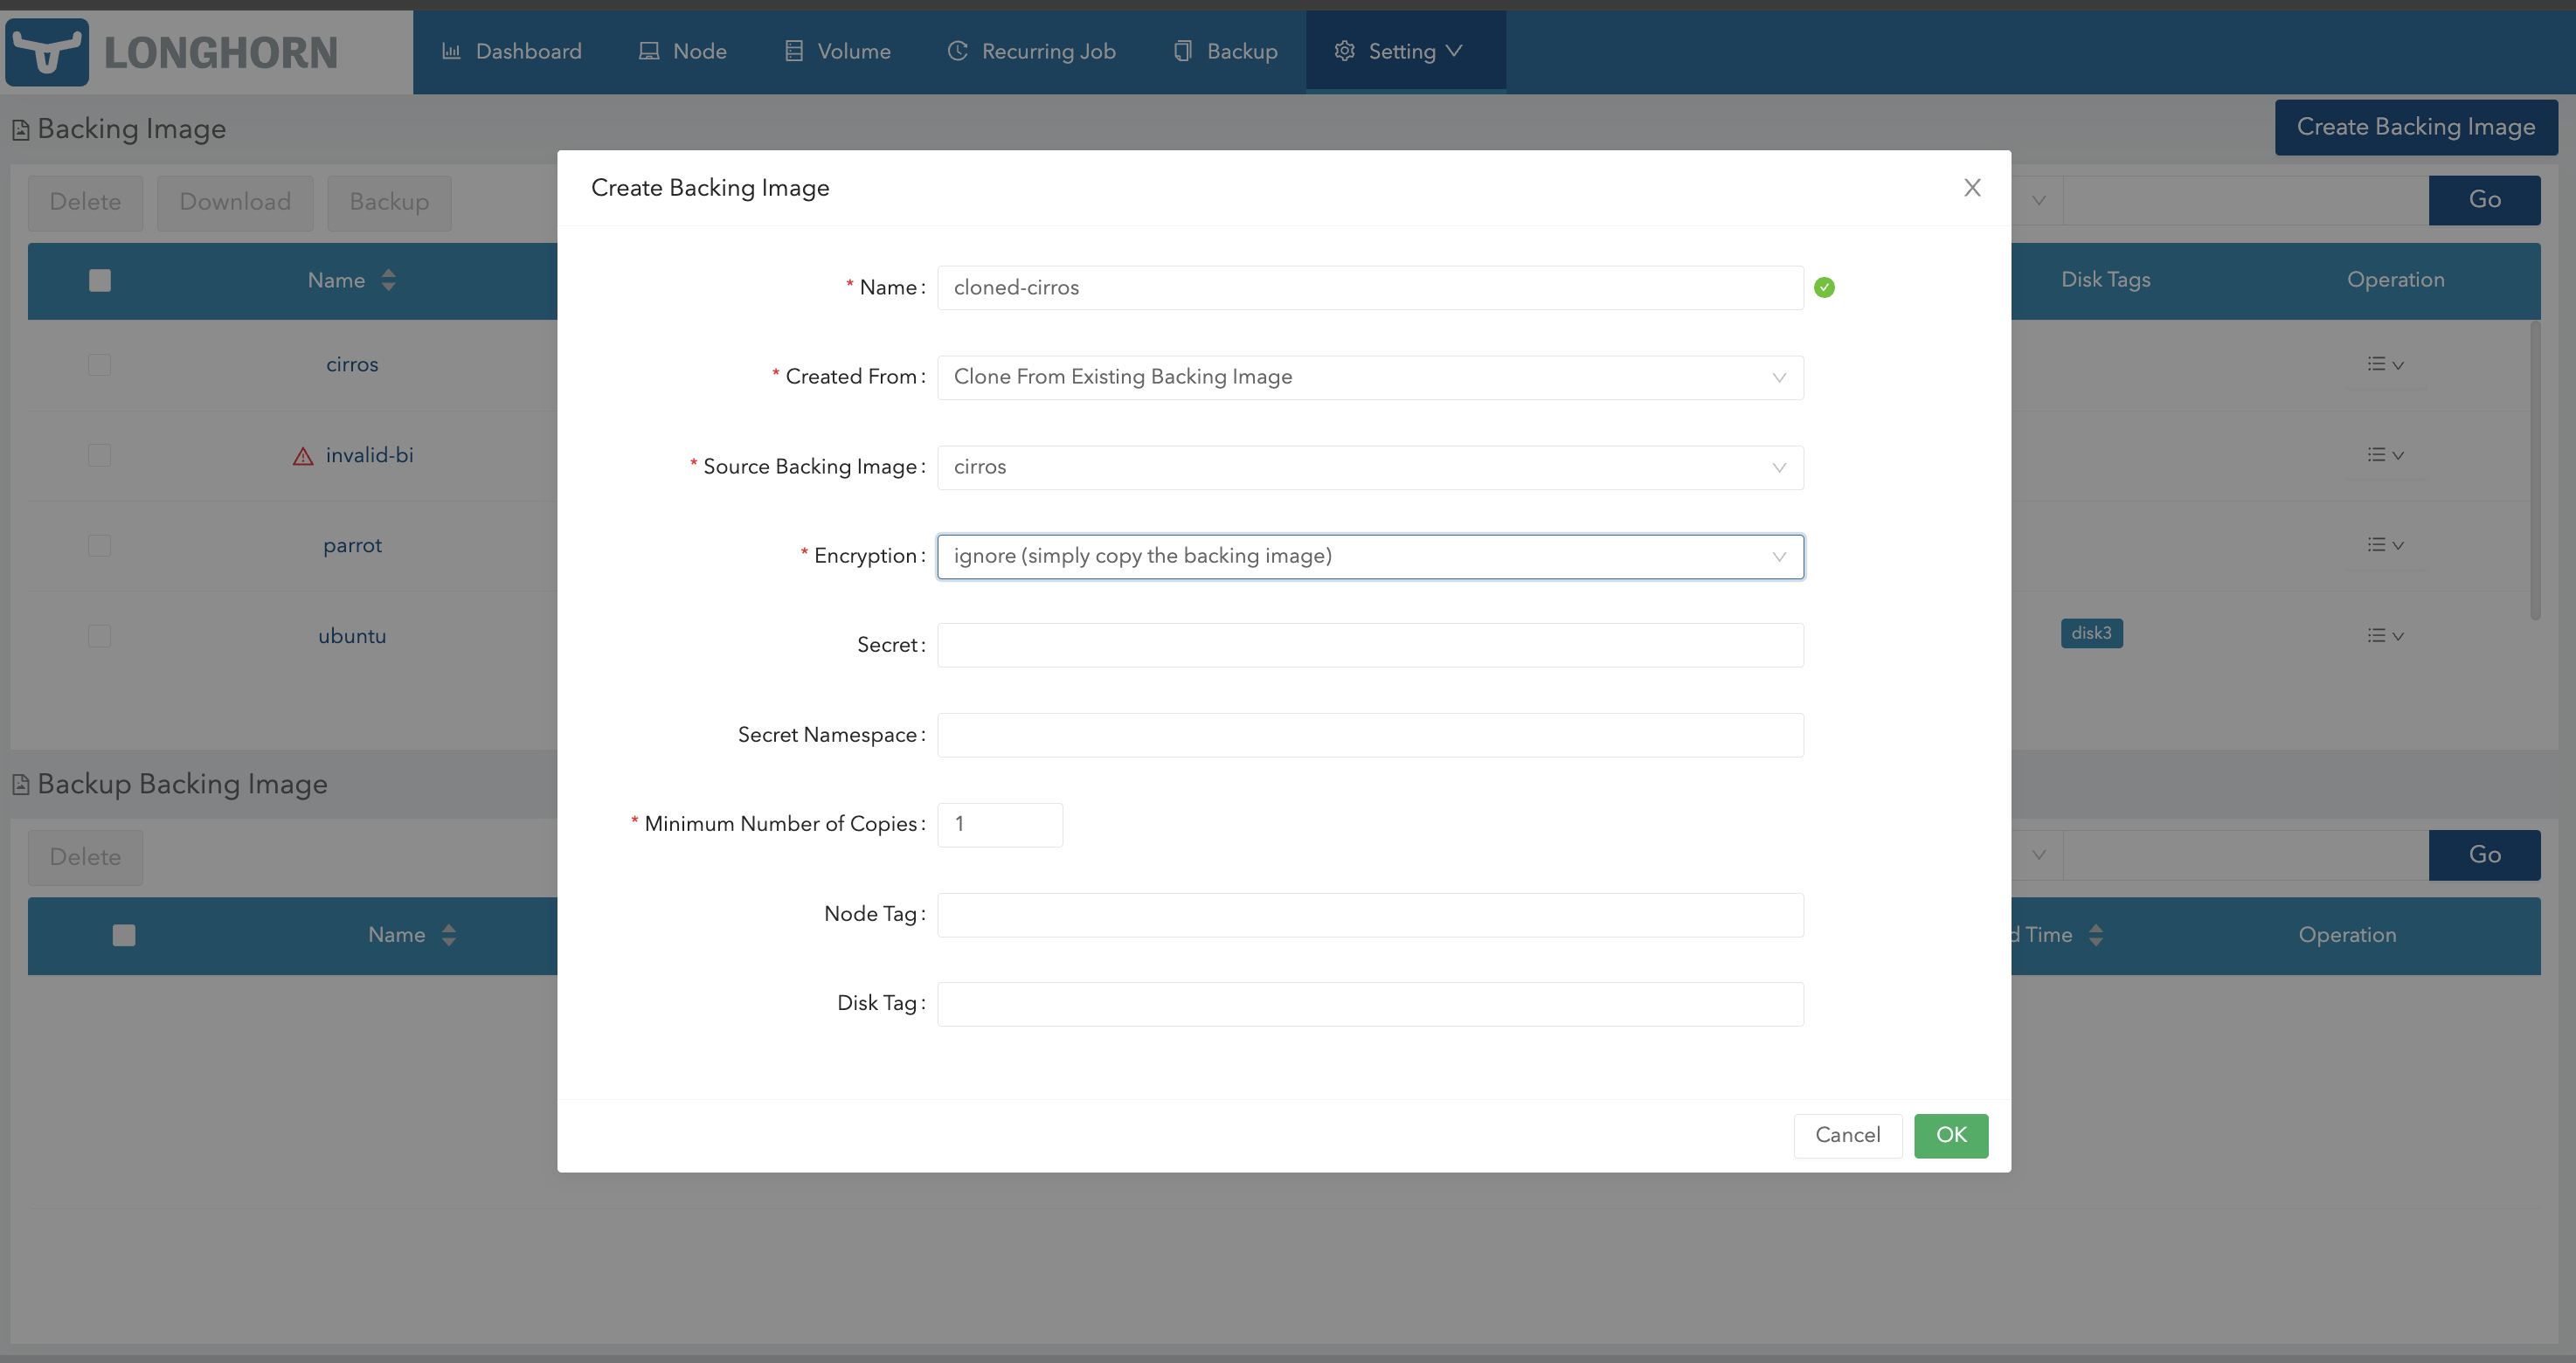 LONGHORN
Dashboard
Node
Volume
Recurring Job
Backup
Setting
Backing Image
Create Backing Image
Delete
Download
Backup
Go
Name
Disk Tags
Operation
cirros
invalid-bi
parrot
ubuntu
disk3
Create Backing Image
* Name :
cloned-cirros
* Created From :
Clone From Existing Backing Image
* Source Backing Image :
cirros
* Encryption :
ignore (simply copy the backing image)
Secret :
Secret Namespace :
* Minimum Number of Copies :
1
Node Tag :
Disk Tag :
Cancel
OK
Backup Backing Image
Delete
Go
Name
d Time
Operation